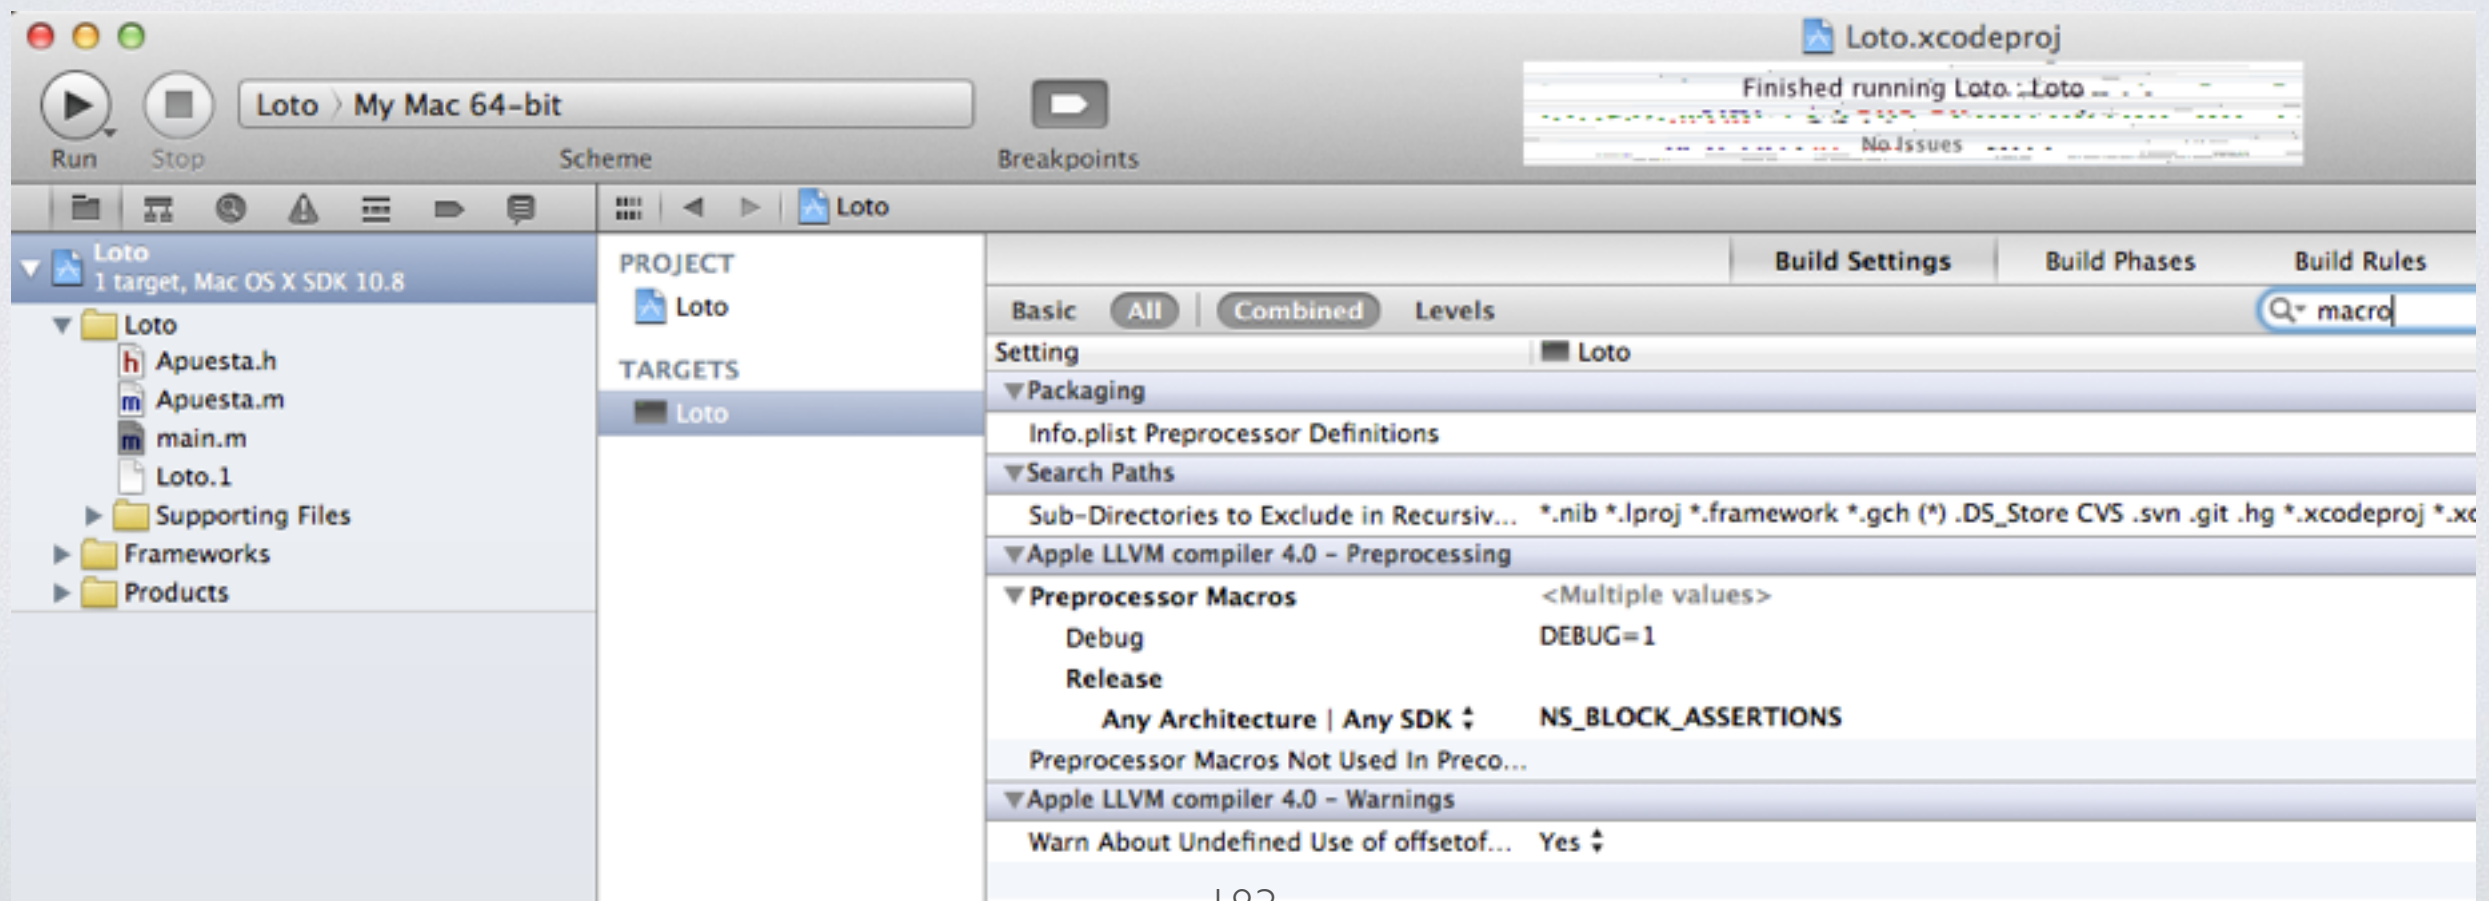 Loto.xcodeproj
Finished running Loto : Loto
No Issues
Loto › My Mac 64-bit
Run Stop Scheme Breakpoints
Loto
Loto
1 target, Mac OS X SDK 10.8
Loto
Apuesta.h
Apuesta.m
main.m
Loto.1
Supporting Files
Frameworks
Products
PROJECT
Loto
TARGETS
Loto
Build Settings Build Phases Build Rules
Basic All Combined Levels macro
Setting Loto
Packaging
Info.plist Preprocessor Definitions
Search Paths
Sub-Directories to Exclude in Recursiv... *.nib *.lproj *.framework *.gch (*) .DS_Store CVS .svn .git .hg *.xcodeproj *.xc
Apple LLVM compiler 4.0 - Preprocessing
Preprocessor Macros <Multiple values>
Debug DEBUG=1
Release
Any Architecture | Any SDK NS_BLOCK_ASSERTIONS
Preprocessor Macros Not Used In Preco...
Apple LLVM compiler 4.0 - Warnings
Warn About Undefined Use of offsetof... Yes